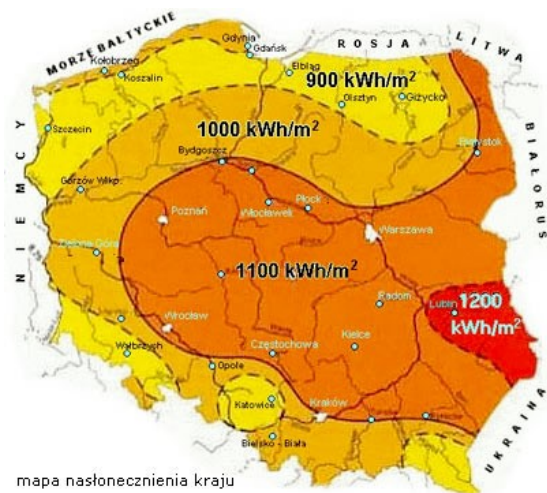 MORZE BAŁTYCKIE
Gdynia
Gdańsk
ROSJA
LITWA
Kołobrzeg
Koszalin
Elbląg
900 kWh/m²
Olsztyn
Giżycko
Szczecin
1000 kWh/m²
Bydgoszcz
Białystok
BIAŁORUS
NIEMCY
Gorzów Wlkp.
Poznań
Włocławek
Płock
Warszawa
Zielona Góra
1100 kWh/m²
Radom
Lublin
1200
kWh/m²
Wrocław
Kielce
Wałbrzych
Częstochowa
Opole
Katowice
Kraków
UKRAINA
Bielsko - Biała
mapa nasłonecznienia kraju